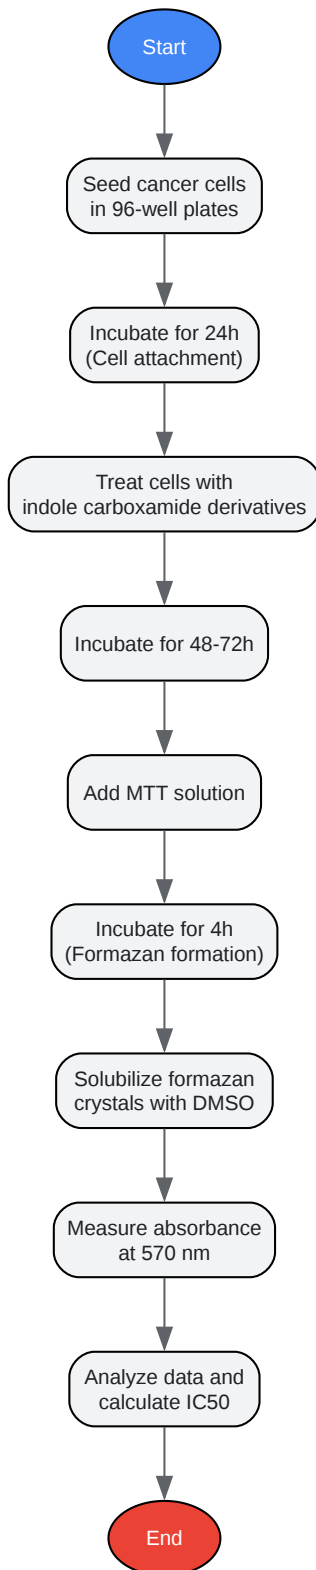 Start
Seed cancer cells
in 96-well plates
Incubate for 24h
(Cell attachment)
Treat cells with
indole carboxamide derivatives
Incubate for 48-72h
Add MTT solution
Incubate for 4h
(Formazan formation)
Solubilize formazan
crystals with DMSO
Measure absorbance
at 570 nm
Analyze data and
calculate IC50
End